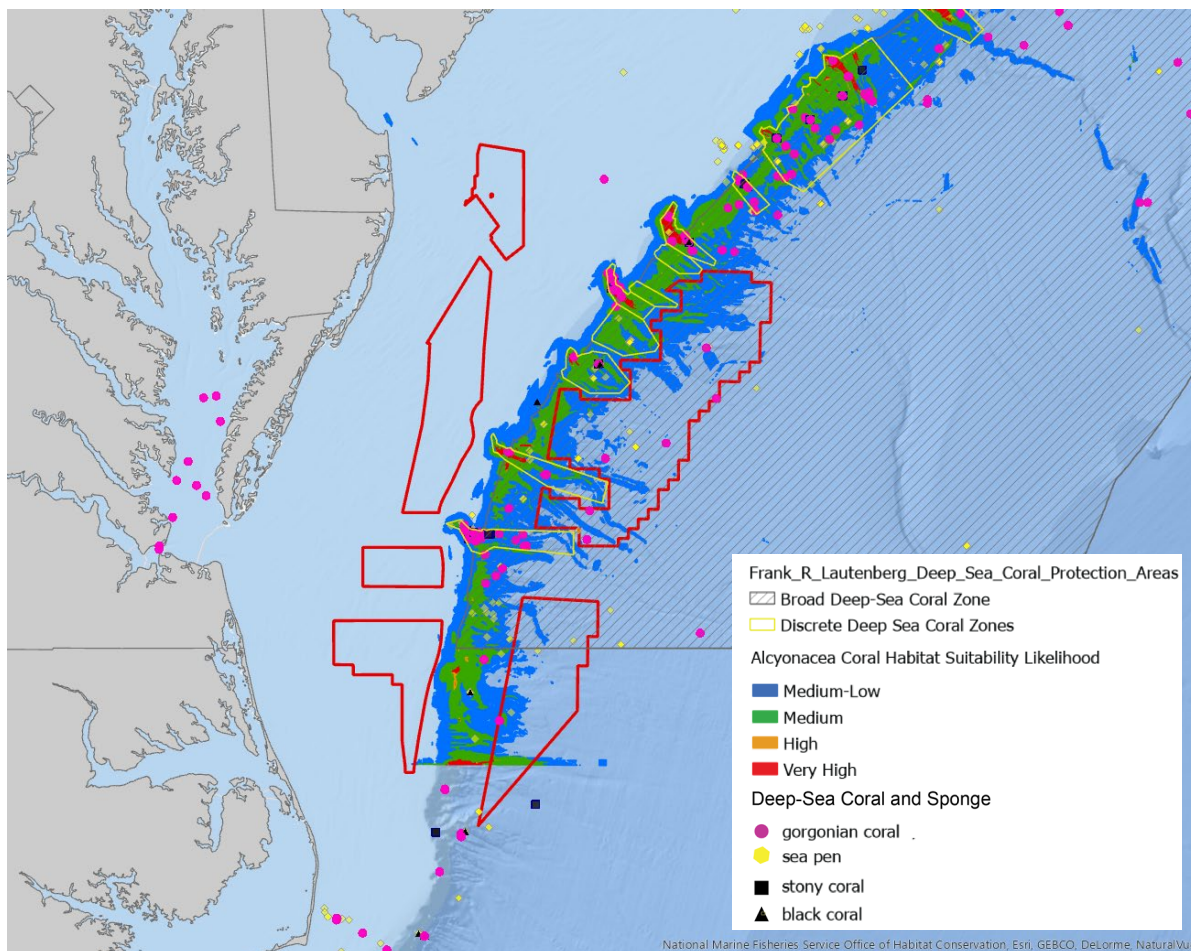 Frank_R_Lautenberg_Deep_Sea_Coral_Protection_Areas
Broad Deep-Sea Coral Zone
Discrete Deep Sea Coral Zones
Alcyonacea Coral Habitat Suitability Likelihood
Medium-Low
Medium
High
Very High
Deep-Sea Coral and Sponge
gorgonian coral .
sea pen
stony coral
black coral
National Marine Fisheries Service Office of Habitat Conservation, Esri, GEBCO, DeLorme, NaturalV